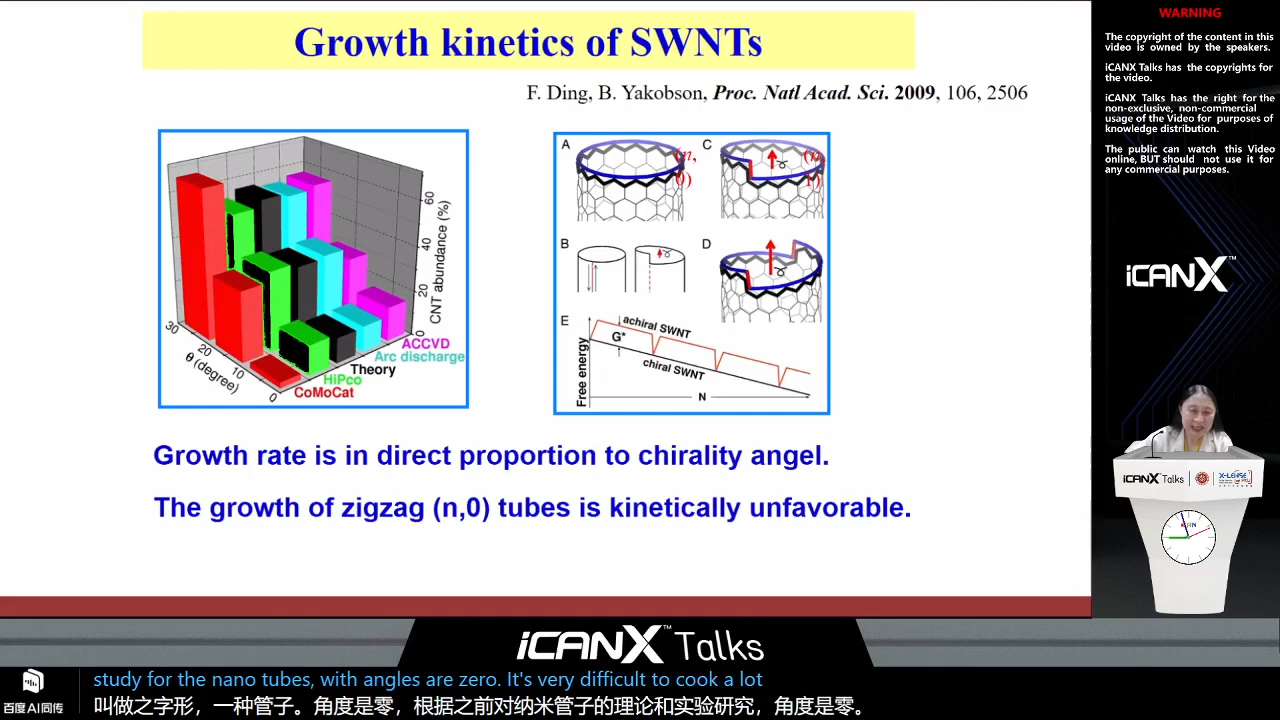 Growth kinetics of SWNTs
F. Ding, B. Yakobson, Proc. Natl Acad. Sci. 2009, 106, 2506
60
40
20
0
CNT abundance (%)
30
20
10
0
θ (degree)
ACCVD
Arc discharge
Theory
HiPco
CoMoCat
A
C
B
D
E
σ
σ
σ
achiral SWNT
G*
chiral SWNT
Free energy
N
Growth rate is in direct proportion to chirality angel.
The growth of zigzag (n,0) tubes is kinetically unfavorable.
WARNING
The copyright of the content in this
video is owned by the speakers.
iCANX Talks has the copyrights for
the video.
iCANX Talks has the right for the
non-exclusive, non-commercial
usage of the Video for purposes of
knowledge distribution.
The public can watch this Video
online, BUT should not use it for
any commercial purposes.
iCANX™
iCANX Talks
iCANX™ Talks
百度AI同传
study for the nano tubes, with angles are zero. It's very difficult to cook a lot
叫做之字形，一种管子。角度是零，根据之前对纳米管子的理论和实验研究，角度是零。